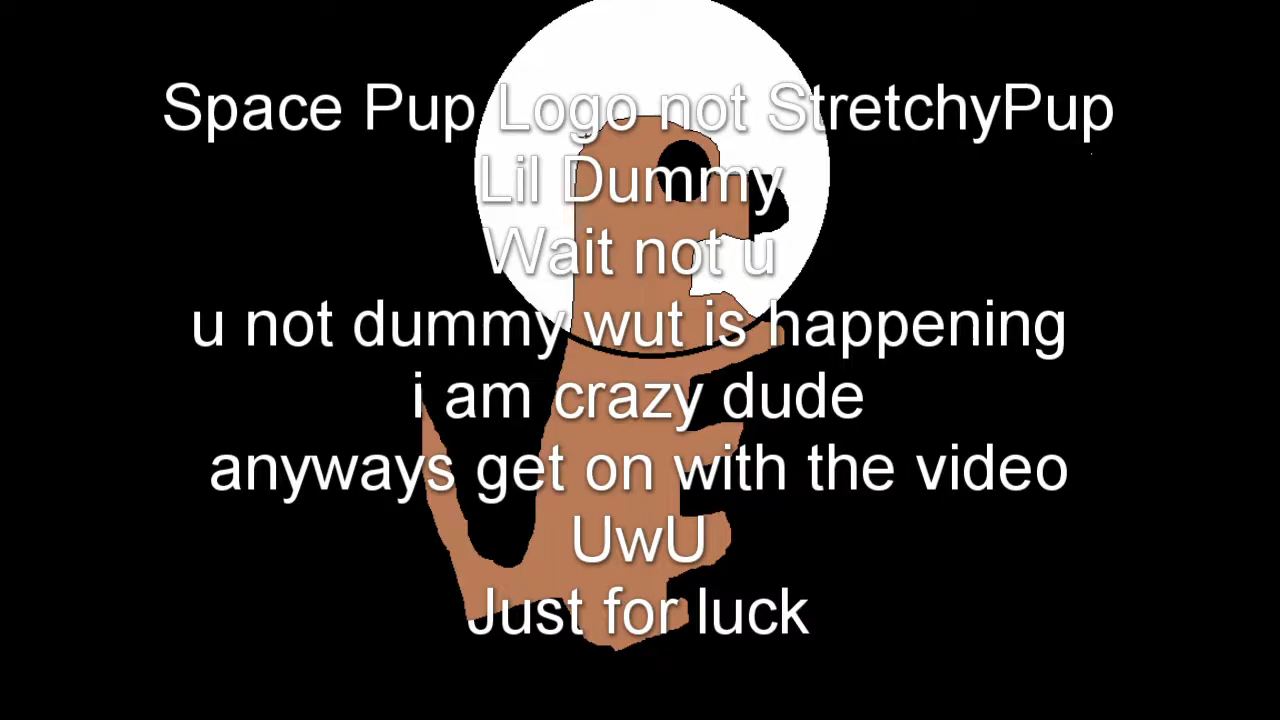 Space Pup Logo not StretchyPup
Lil Dummy
Wait not u
u not dummy wut is happening
i am crazy dude
anyways get on with the video
UwU
Just for luck